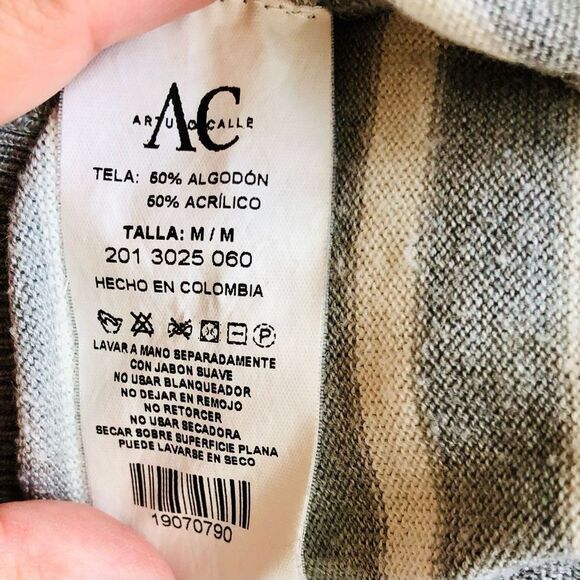 AC
ARTURO CALLE
TELA: 60% ALGODÓN
60% ACRÍLICO
TALLA: M / M
201 3025 060
HECHO EN COLOMBIA
P
LAVAR A MANO SEPARADAMENTE
CON JABON SUAVE
NO USAR BLANQUEADOR
NO DEJAR EN REMOJO
NO RETORCER
NO USAR SECADORA
SECAR SOBRE SUPERFICIE PLANA
PUEDE LAVARSE EN SECO
19070790